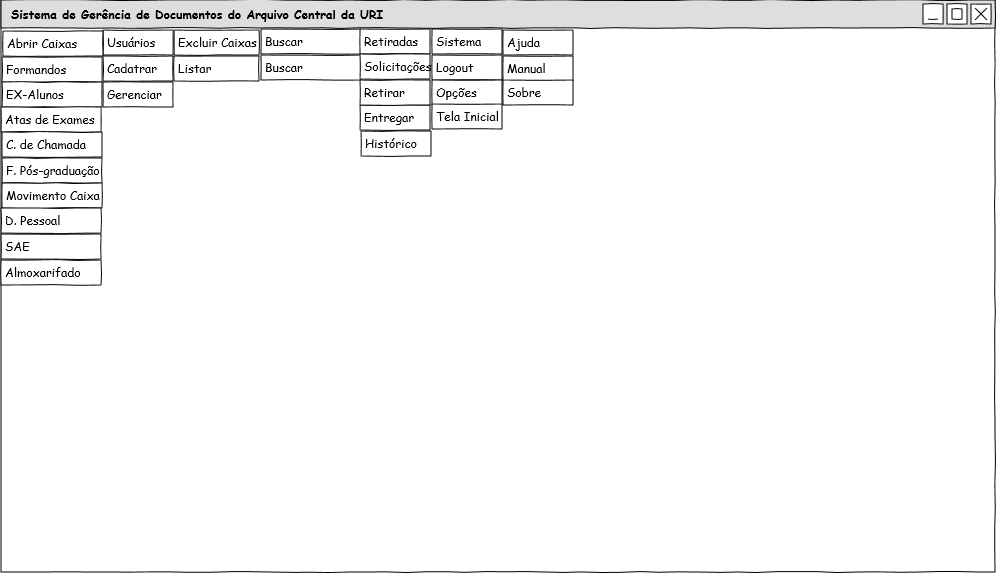 Sistema de Gerência de Documentos do Arquivo Central da URI
Abrir Caixas
Formandos
EX-Alunos
Atas de Exames
C. de Chamada
F. Pós-graduação
Movimento Caixa
D. Pessoal
SAE
Almoxarifado
Usuários
Cadatrar
Gerenciar
Excluir Caixas
Listar
Buscar
Buscar
Retiradas
Solicitações
Retirar
Entregar
Histórico
Sistema
Logout
Opções
Tela Inicial
Ajuda
Manual
Sobre